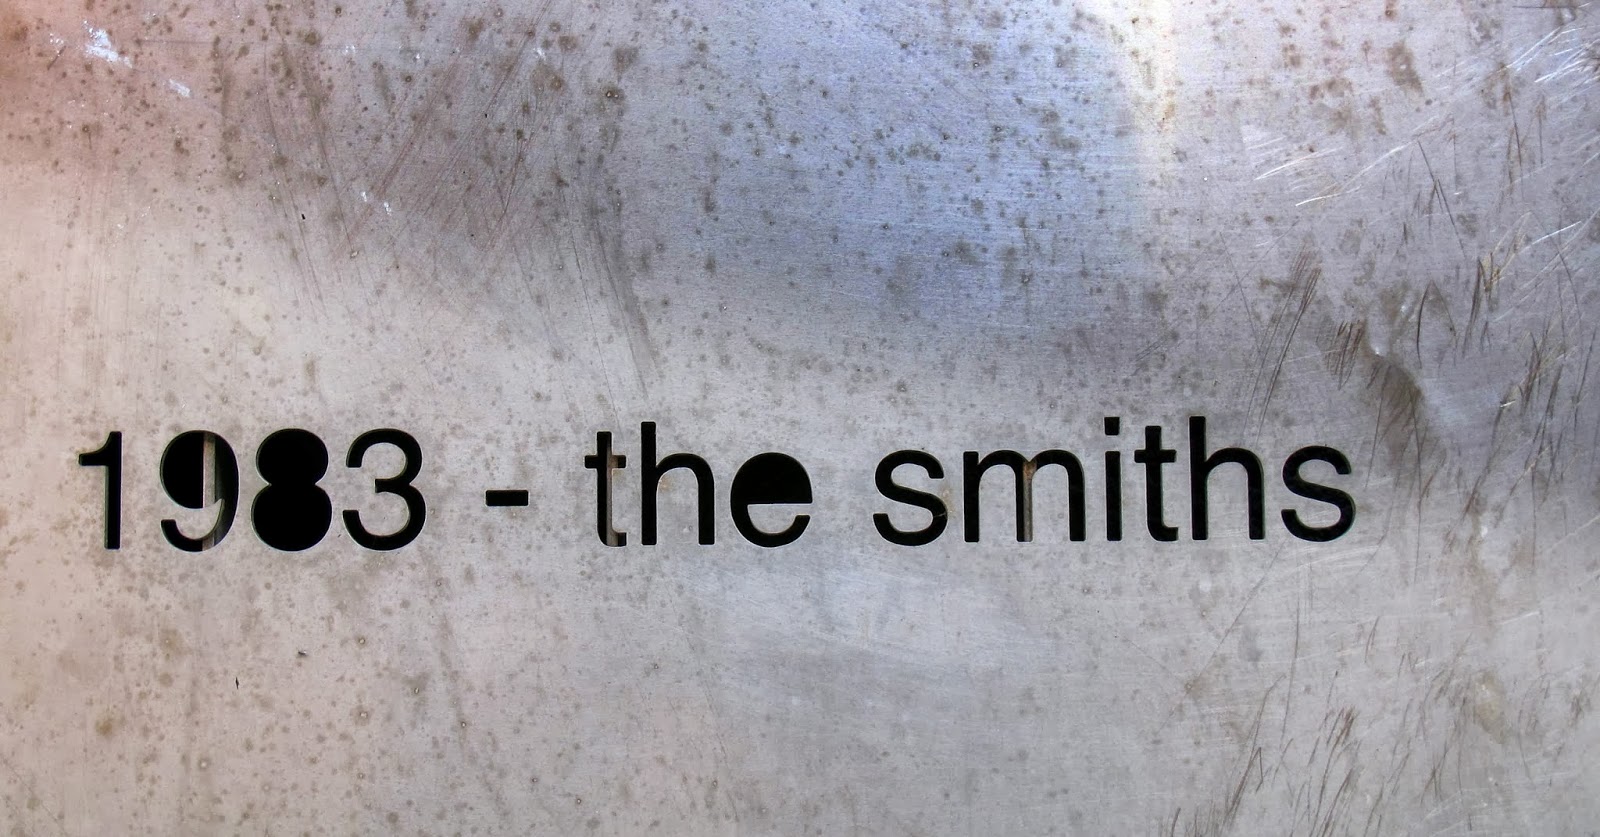 1983 - the smiths